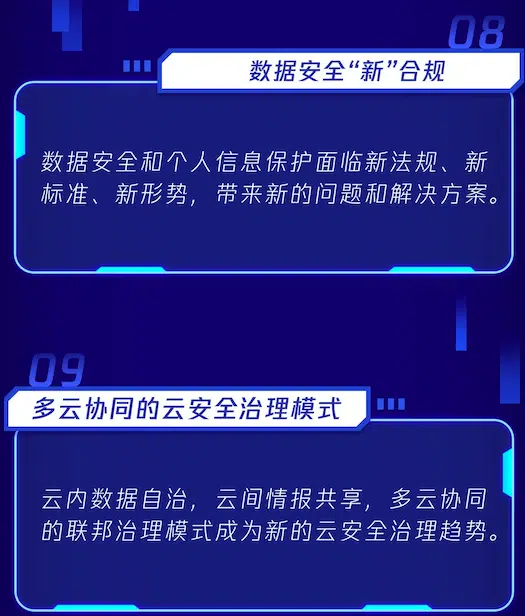 08
数据安全“新”合规
数据安全和个人信息保护面临新法规、新
标准、新形势，带来新的问题和解决方案。
09
多云协同的云安全治理模式
云内数据自治，云间情报共享，多云协同
的联邦治理模式成为新的云安全治理趋势。